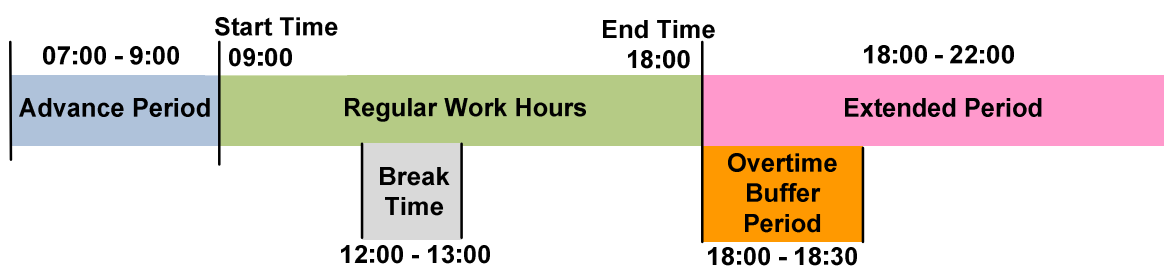 Start Time
End Time
07:00 - 9:00
09:00
18:00
18:00 - 22:00
Advance Period
Regular Work Hours
Extended Period
Break
Time
Overtime
Buffer
Period
12:00 - 13:00
18:00 - 18:30